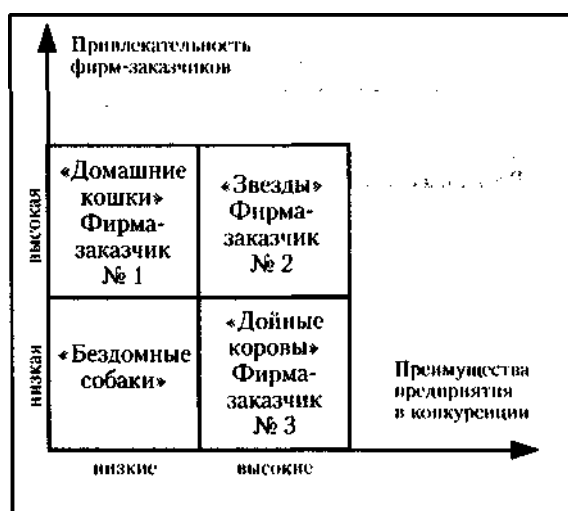 Привлекательность
фирм-заказчиков
высокая
«Домашние
кошки»
Фирма-
заказчик
№ 1
«Звезды»
Фирма-
заказчик
№ 2
низкая
«Бездомные
собаки»
«Дойные
коровы»
Фирма-
заказчик
№ 3
Преимущества
предприятия
в конкуренции
низкие
высокие